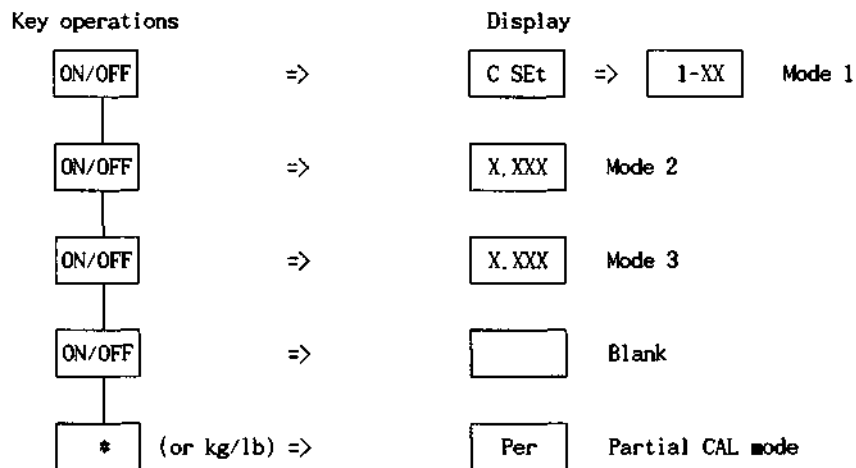 Key operations Display
ON/OFF => C SEt => 1-XX Mode 1
ON/OFF => X.XXX Mode 2
ON/OFF => X.XXX Mode 3
ON/OFF => Blank
* (or kg/lb) => Per Partial CAL mode